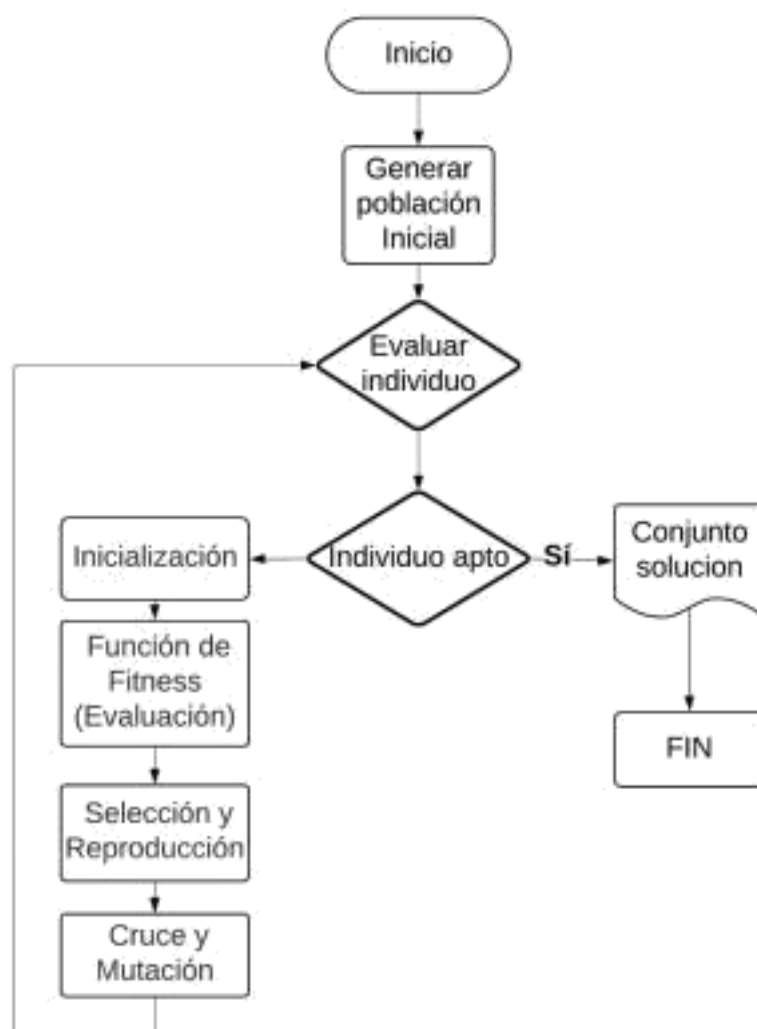 Inicio
Generar
población
Inicial
Evaluar
individuo
Individuo apto
Sí
Conjunto
solucion
FIN
Inicialización
Función de
Fitness
(Evaluación)
Selección y
Reproducción
Cruce y
Mutación